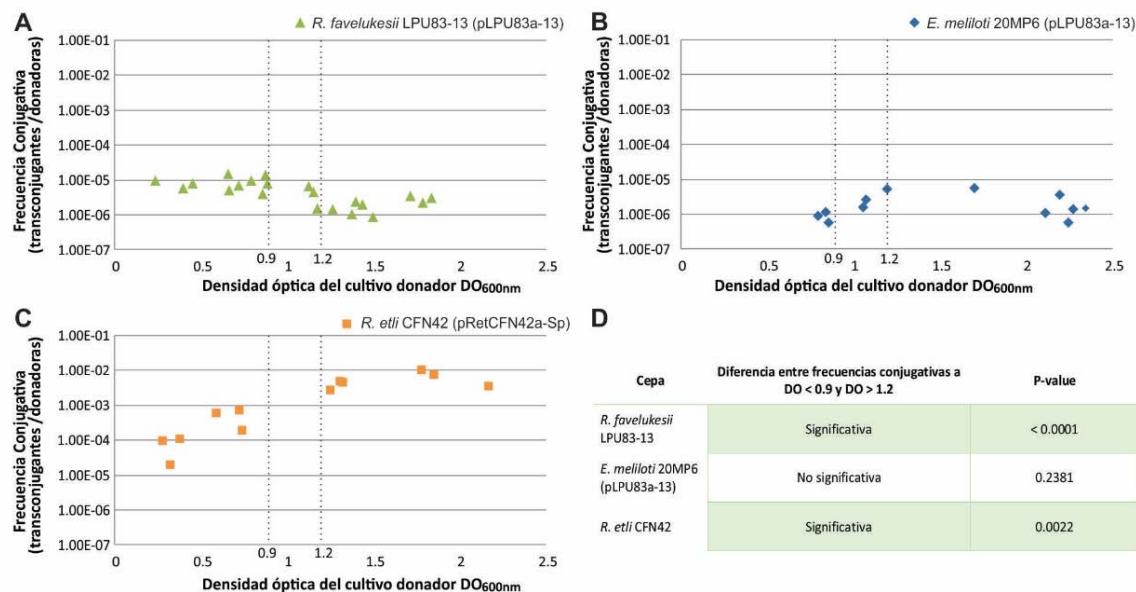 A
R. favelukesii LPU83-13 (pLPU83a-13)
Frecuencia Conjugativa
(transconjugantes /donadoras)
1.00E-01
1.00E-02
1.00E-03
1.00E-04
1.00E-05
1.00E-06
1.00E-07
0
0.5
0.9
1
1.2
1.5
2
2.5
Densidad óptica del cultivo donador DO600nm
B
E. meliloti 20MP6 (pLPU83a-13)
Frecuencia Conjugativa
(transconjugantes /donadoras)
1.00E-01
1.00E-02
1.00E-03
1.00E-04
1.00E-05
1.00E-06
1.00E-07
0
0.5
0.9
1
1.2
1.5
2
2.5
Densidad óptica del cultivo donador DO600nm
C
R. etli CFN42 (pRetCFN42a-Sp)
Frecuencia Conjugativa
(transconjugantes /donadoras)
1.00E-01
1.00E-02
1.00E-03
1.00E-04
1.00E-05
1.00E-06
1.00E-07
0
0.5
0.9
1
1.2
1.5
2
2.5
Densidad óptica del cultivo donador DO600nm
D
Cepa
Diferencia entre frecuencias conjugativas a
DO < 0.9 y DO > 1.2
P-value
R. favelukesii
LPU83-13
Significativa
< 0.0001
E. meliloti 20MP6
(pLPU83a-13)
No significativa
0.2381
R. etli CFN42
Significativa
0.0022